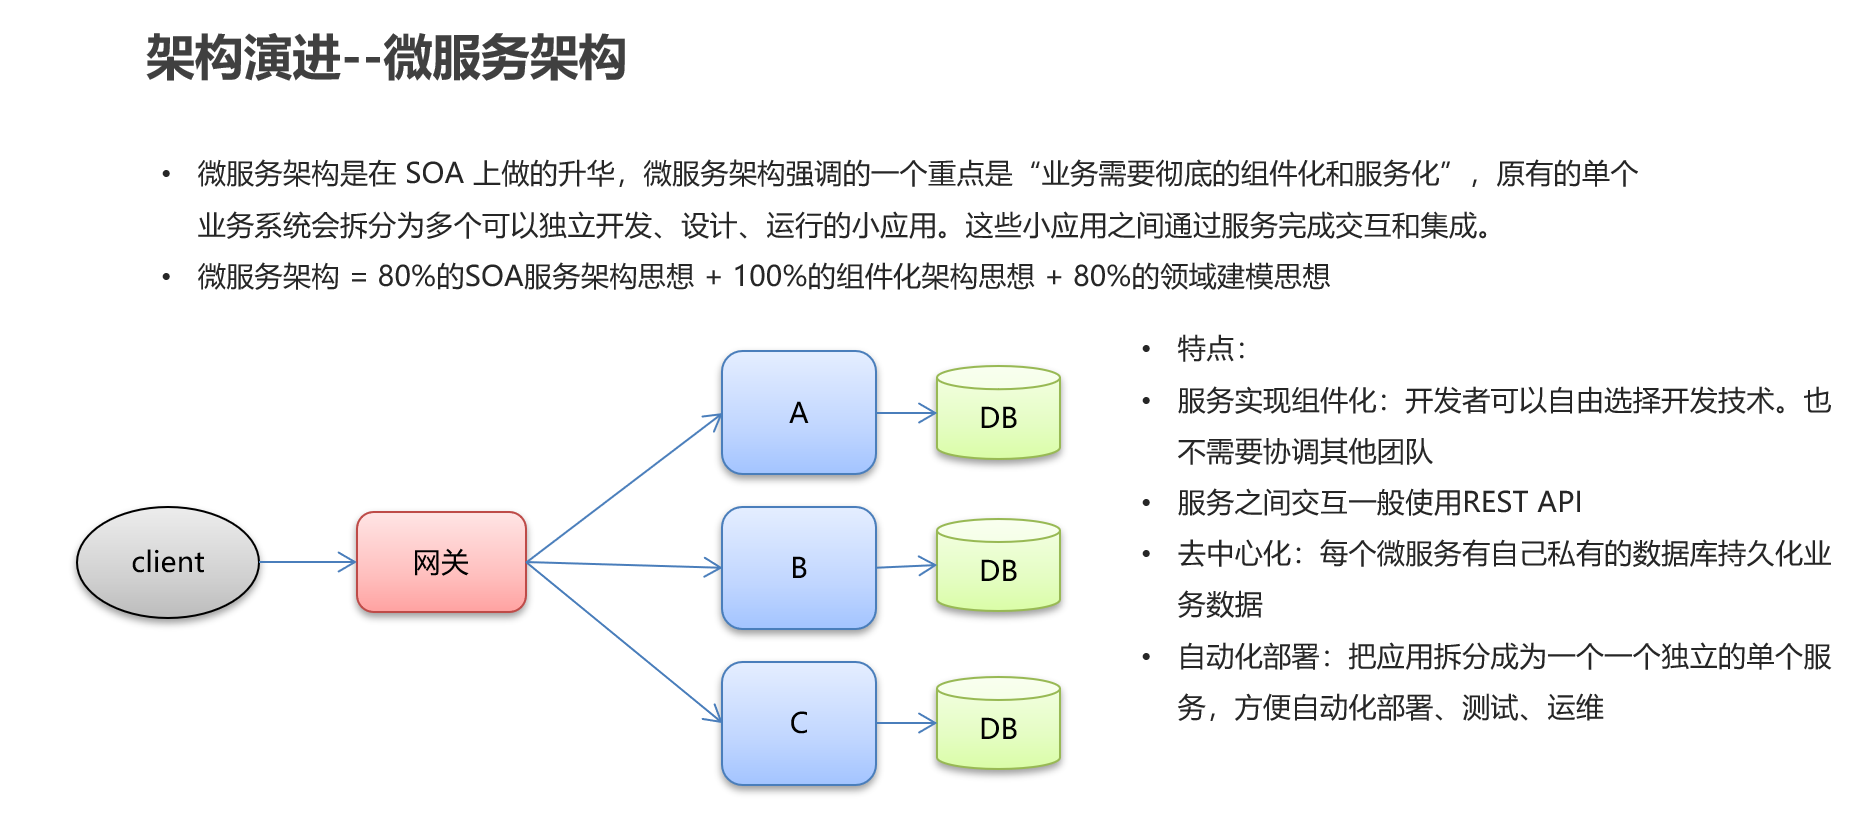 架构演进--微服务架构
• 微服务架构是在 SOA 上做的升华，微服务架构强调的一个重点是“业务需要彻底的组件化和服务化”，原有的单个
业务系统会拆分为多个可以独立开发、设计、运行的小应用。这些小应用之间通过服务完成交互和集成。
• 微服务架构 = 80%的SOA服务架构思想 + 100%的组件化架构思想 + 80%的领域建模思想
client
网关
A
DB
B
DB
C
DB
• 特点：
• 服务实现组件化：开发者可以自由选择开发技术。也
不需要协调其他团队
• 服务之间交互一般使用REST API
• 去中心化：每个微服务有自己私有的数据库持久化业
务数据
• 自动化部署：把应用拆分成为一个一个独立的单个服
务，方便自动化部署、测试、运维